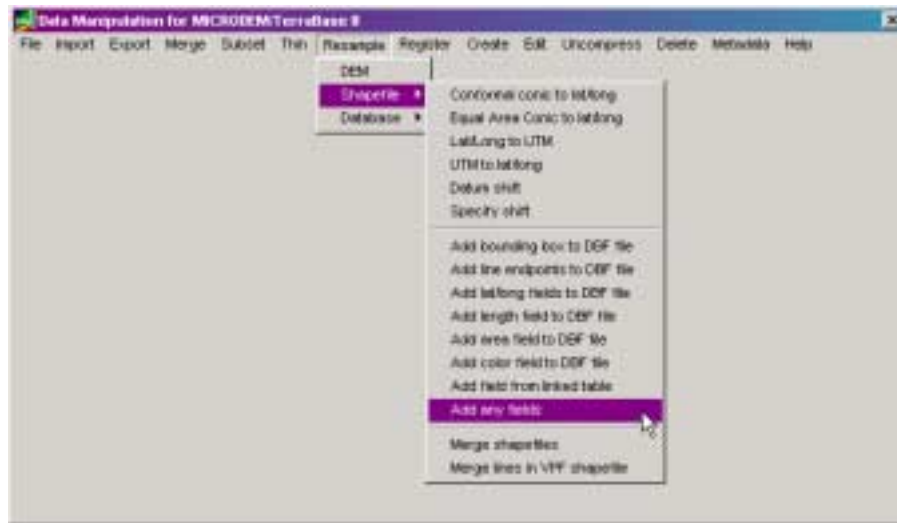 Data Manipulation for MICRODEM/TerraBase II
File Import Export Merge Subset Thin Resample Register Create Edit Uncompress Delete Metadata Help
DEM
Shapefile
Database
Conformal conic to lat/long
Equal Area Conic to lat/long
Lat/Long to UTM
UTM to lat/long
Datum shift
Specify shift
Add bounding box to DBF file
Add line endpoints to DBF file
Add lat/long fields to DBF file
Add length field to DBF file
Add area field to DBF file
Add color field to DBF file
Add field from linked table
Add any fields
Merge shapefiles
Merge lines in VPF shapefile